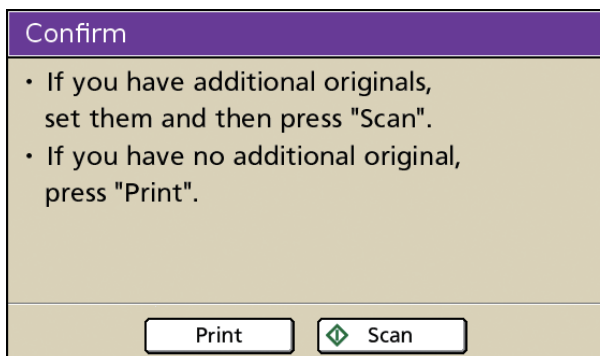 Confirm
・ If you have additional originals,
set them and then press "Scan".
・ If you have no additional original,
press "Print".
Print Scan